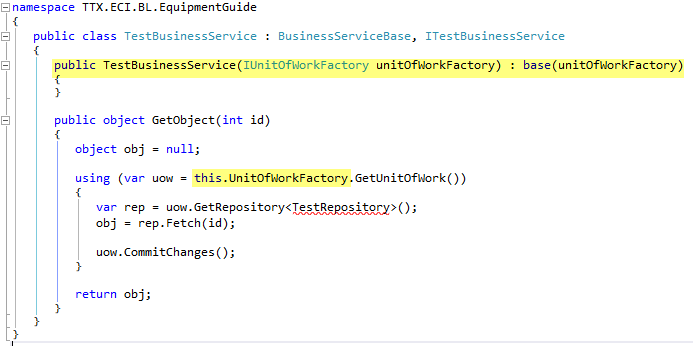 namespace TTX.ECI.BL.EquipmentGuide
{
public class TestBusinessService : BusinessServiceBase, ITestBusinessService
{
public TestBusinessService(IUnitOfWorkFactory unitOfWorkFactory) : base(unitOfWorkFactory)
{
}
public object GetObject(int id)
{
object obj = null;
using (var uow = this.UnitOfWorkFactory.GetUnitOfWork())
{
var rep = uow.GetRepository<TestRepository>();
obj = rep.Fetch(id);
uow.CommitChanges();
}
return obj;
}
}
}